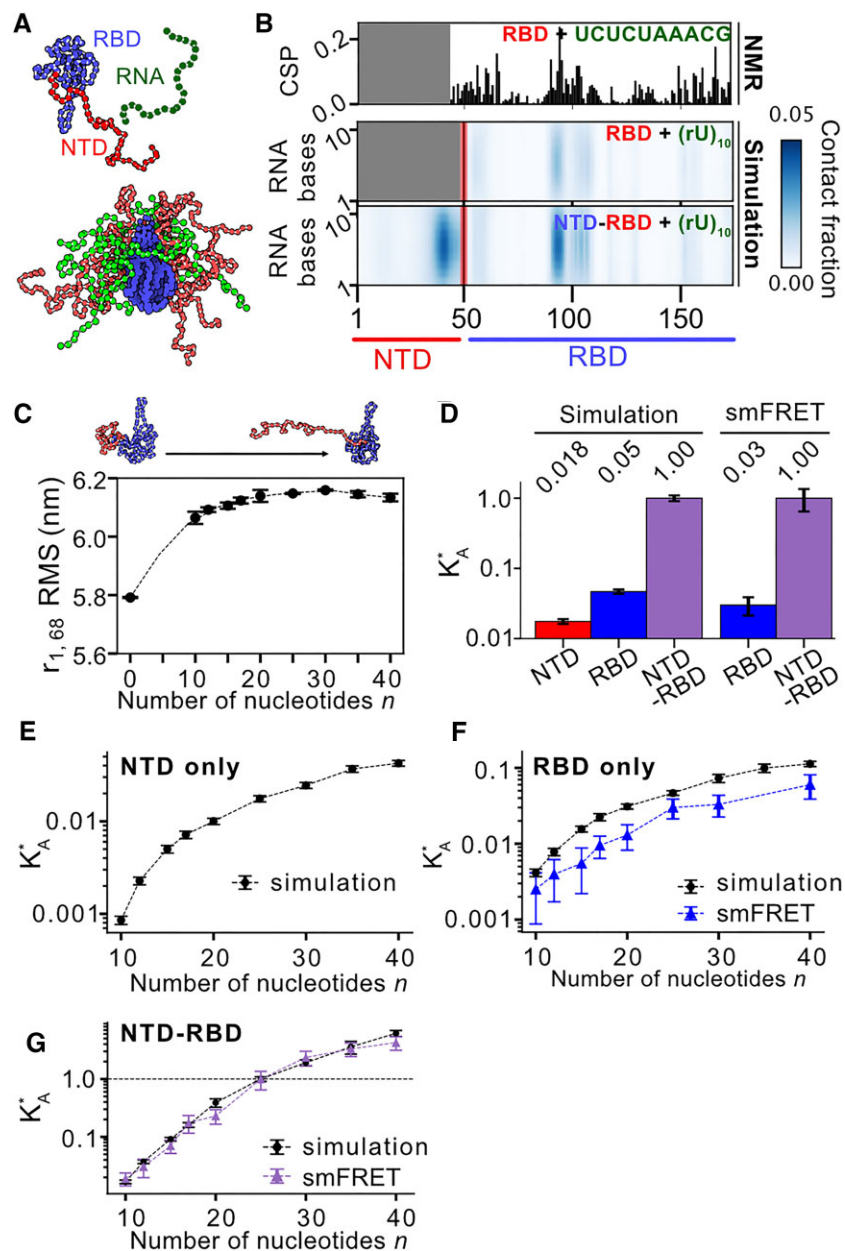 A
RBD
RNA
NTD
B
RBD + UCUCUAAACG
CSP
0.2
0.0
NMR
RBD + (rU)10
RNA
bases
10
1
NTD-RBD + (rU)10
RNA
bases
10
1
Simulation
0.05
0.00
Contact fraction
1 50 100 150
NTD RBD
C
r1, 68 RMS (nm)
6.2
6.0
5.8
5.6
0 10 20 30 40
Number of nucleotides n
D
Simulation smFRET
0.018 0.05 1.00 0.03 1.00
K*A
1.0
0.1
0.01
NTD RBD NTD-RBD RBD NTD-RBD
E
NTD only
K*A
0.01
0.001
simulation
10 20 30 40
Number of nucleotides n
F
RBD only
K*A
0.1
0.01
0.001
simulation
smFRET
10 20 30 40
Number of nucleotides n
G
NTD-RBD
K*A
1.0
0.1
simulation
smFRET
10 20 30 40
Number of nucleotides n